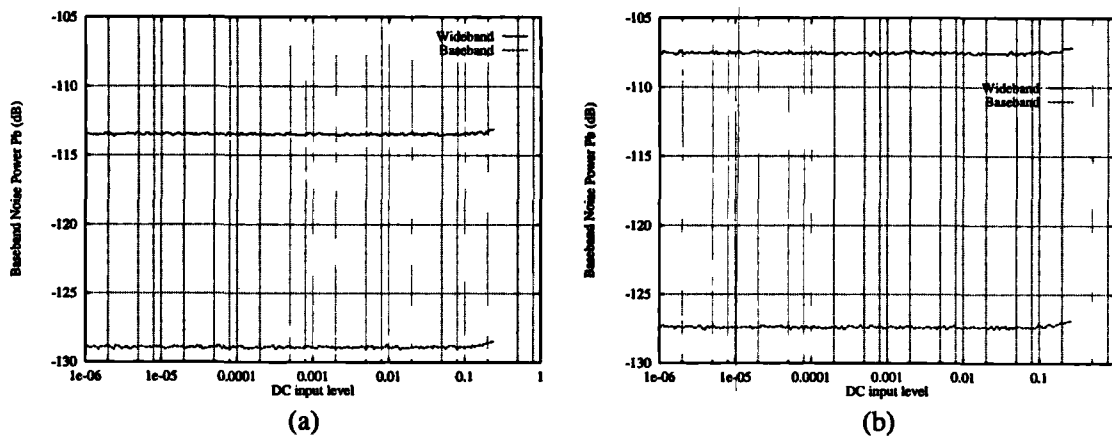 -105
-110
-113
-120
-125
-130
Baseband Noise Power Pb (dB)
Wideband
Baseband
1e-06 1e-05 0.0001 0.001 0.01 0.1 1
DC input level
(a)
-105
-110
-115
-120
-125
-130
Baseband Noise Power Pb (dB)
Wideband
Baseband
1e-06 1e-05 0.0001 0.001 0.01 0.1
DC input level
(b)